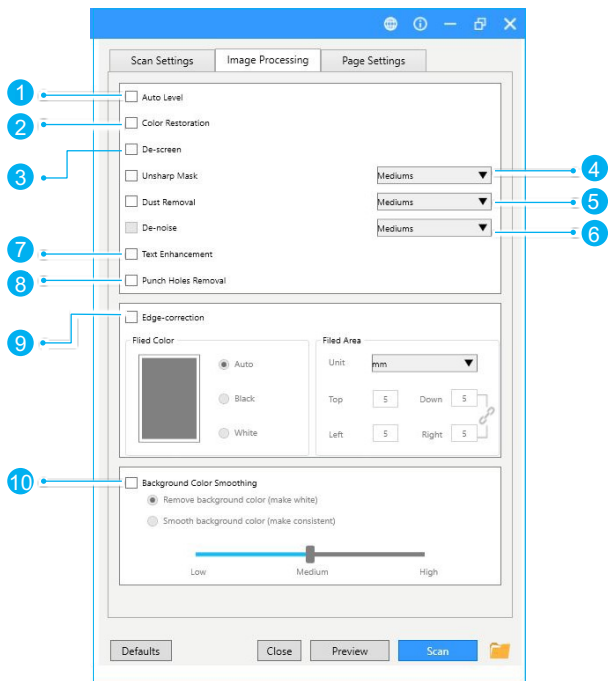 Scan Settings Image Processing Page Settings
1 Auto Level
2 Color Restoration
3 De-screen
Unsharp Mask Mediums 4
Dust Removal Mediums 5
De-noise Mediums 6
7 Text Enhancement
8 Punch Holes Removal
9 Edge-correction
Flied Color Filed Area
Auto Unit mm
Black Top 5 Down 5
White Left 5 Right 5
10 Background Color Smoothing
Remove background color (make white)
Smooth background color (make consistent)
Low Medium High
Defaults Close Preview Scan